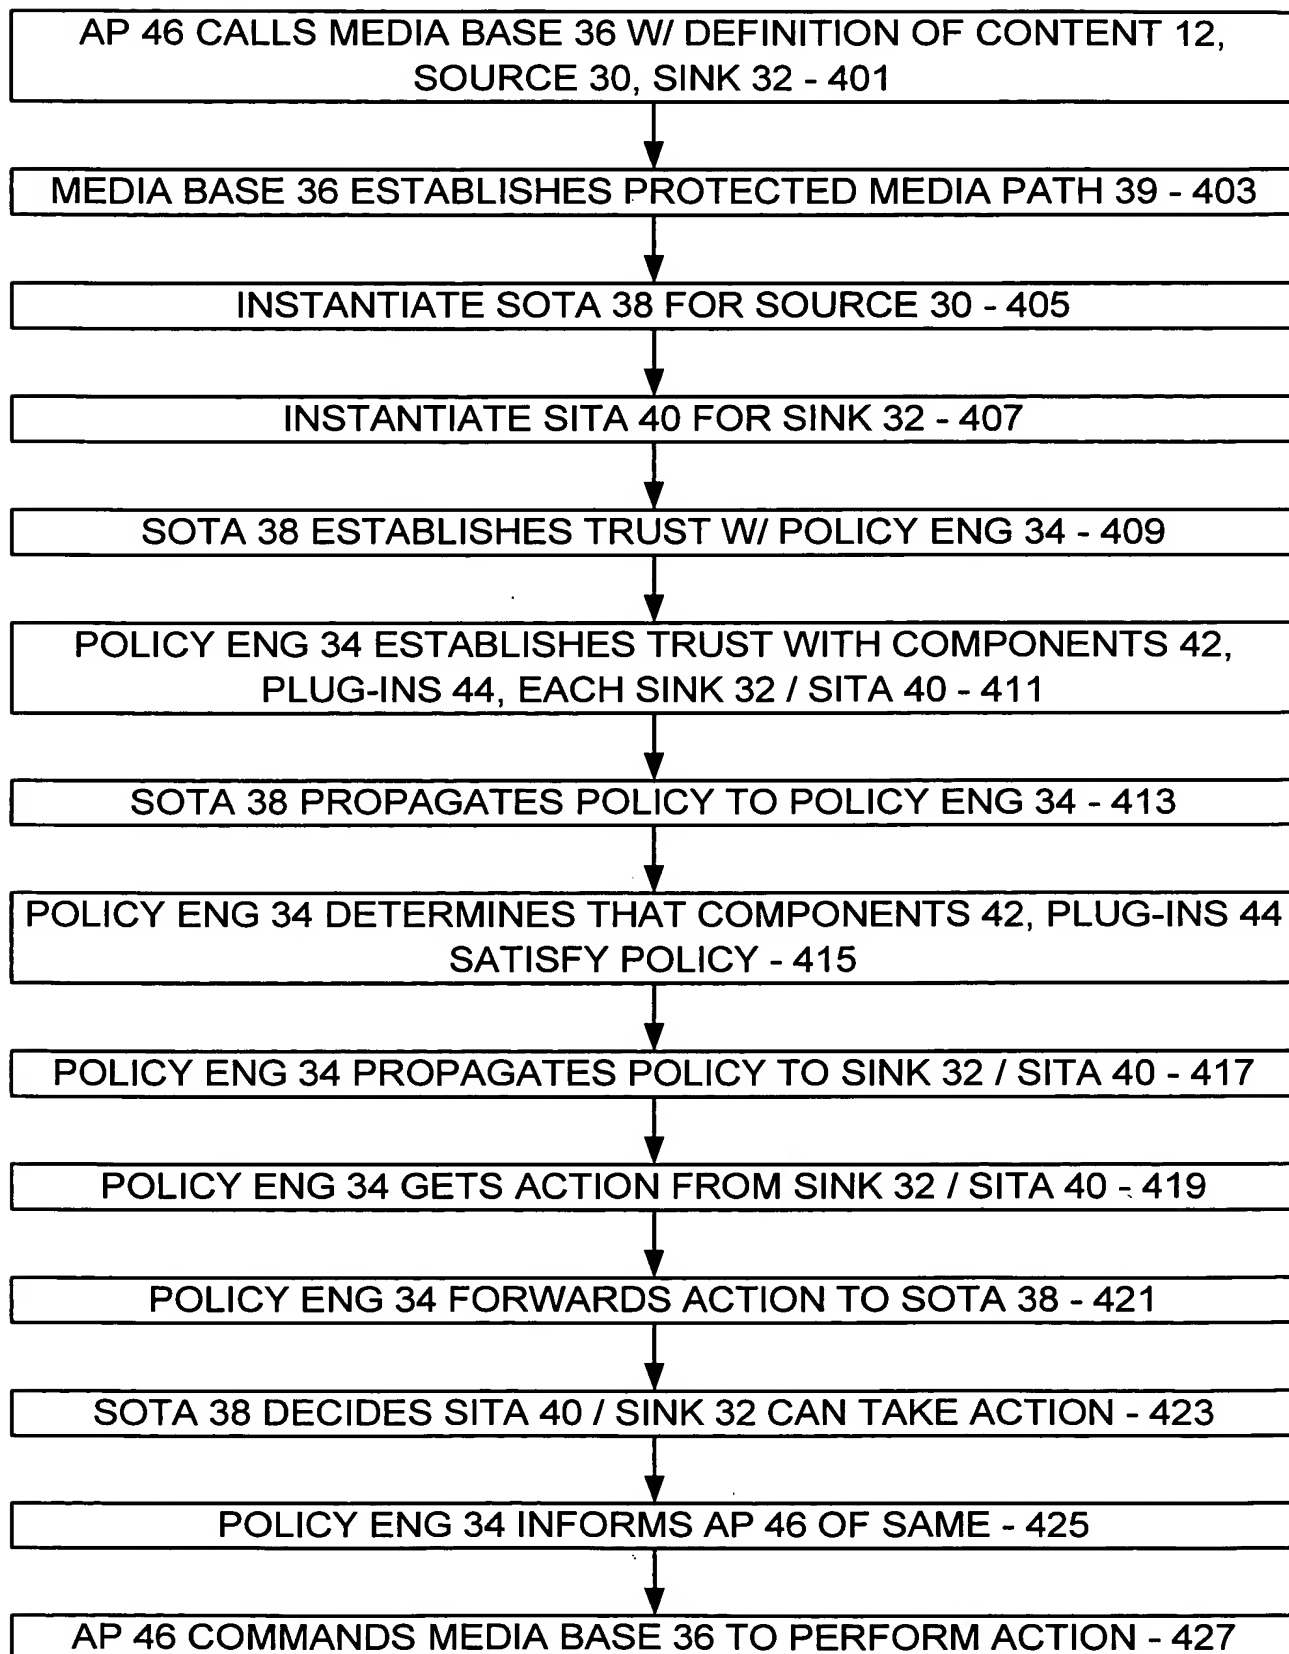 AP 46 CALLS MEDIA BASE 36 W/ DEFINITION OF CONTENT 12,
SOURCE 30, SINK 32 - 401
MEDIA BASE 36 ESTABLISHES PROTECTED MEDIA PATH 39 - 403
INSTANTIATE SOTA 38 FOR SOURCE 30 - 405
INSTANTIATE SITA 40 FOR SINK 32 - 407
SOTA 38 ESTABLISHES TRUST W/ POLICY ENG 34 - 409
POLICY ENG 34 ESTABLISHES TRUST WITH COMPONENTS 42,
PLUG-INS 44, EACH SINK 32 / SITA 40 - 411
SOTA 38 PROPAGATES POLICY TO POLICY ENG 34 - 413
POLICY ENG 34 DETERMINES THAT COMPONENTS 42, PLUG-INS 44
SATISFY POLICY - 415
POLICY ENG 34 PROPAGATES POLICY TO SINK 32 / SITA 40 - 417
POLICY ENG 34 GETS ACTION FROM SINK 32 / SITA 40 - 419
POLICY ENG 34 FORWARDS ACTION TO SOTA 38 - 421
SOTA 38 DECIDES SITA 40 / SINK 32 CAN TAKE ACTION - 423
POLICY ENG 34 INFORMS AP 46 OF SAME - 425
AP 46 COMMANDS MEDIA BASE 36 TO PERFORM ACTION - 427